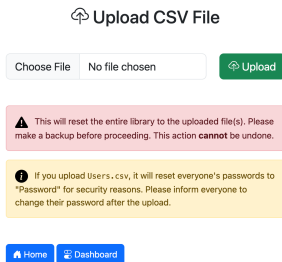 Upload CSV File
Choose File No file chosen Upload
This will reset the entire library to the uploaded file(s). Please
make a backup before proceeding. This action cannot be undone.
If you upload Users.csv, it will reset everyone's passwords to
"Password" for security reasons. Please inform everyone to
change their password after the upload.
Home Dashboard